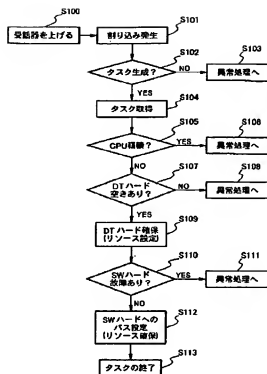 S100
受話器を上げる
S101
割り込み発生
S102
タスク生成?
NO
S103
異常処理へ
YES
S104
タスク取得
S105
CPU輻輳?
YES
S106
異常処理へ
NO
S107
DTハード
空きあり?
NO
S108
異常処理へ
YES
S109
DTハード確保
(リソース設定)
S110
SWハード
故障あり?
YES
S111
異常処理へ
NO
S112
SWハードへの
パス設定
(リソース確保)
S113
タスクの終了